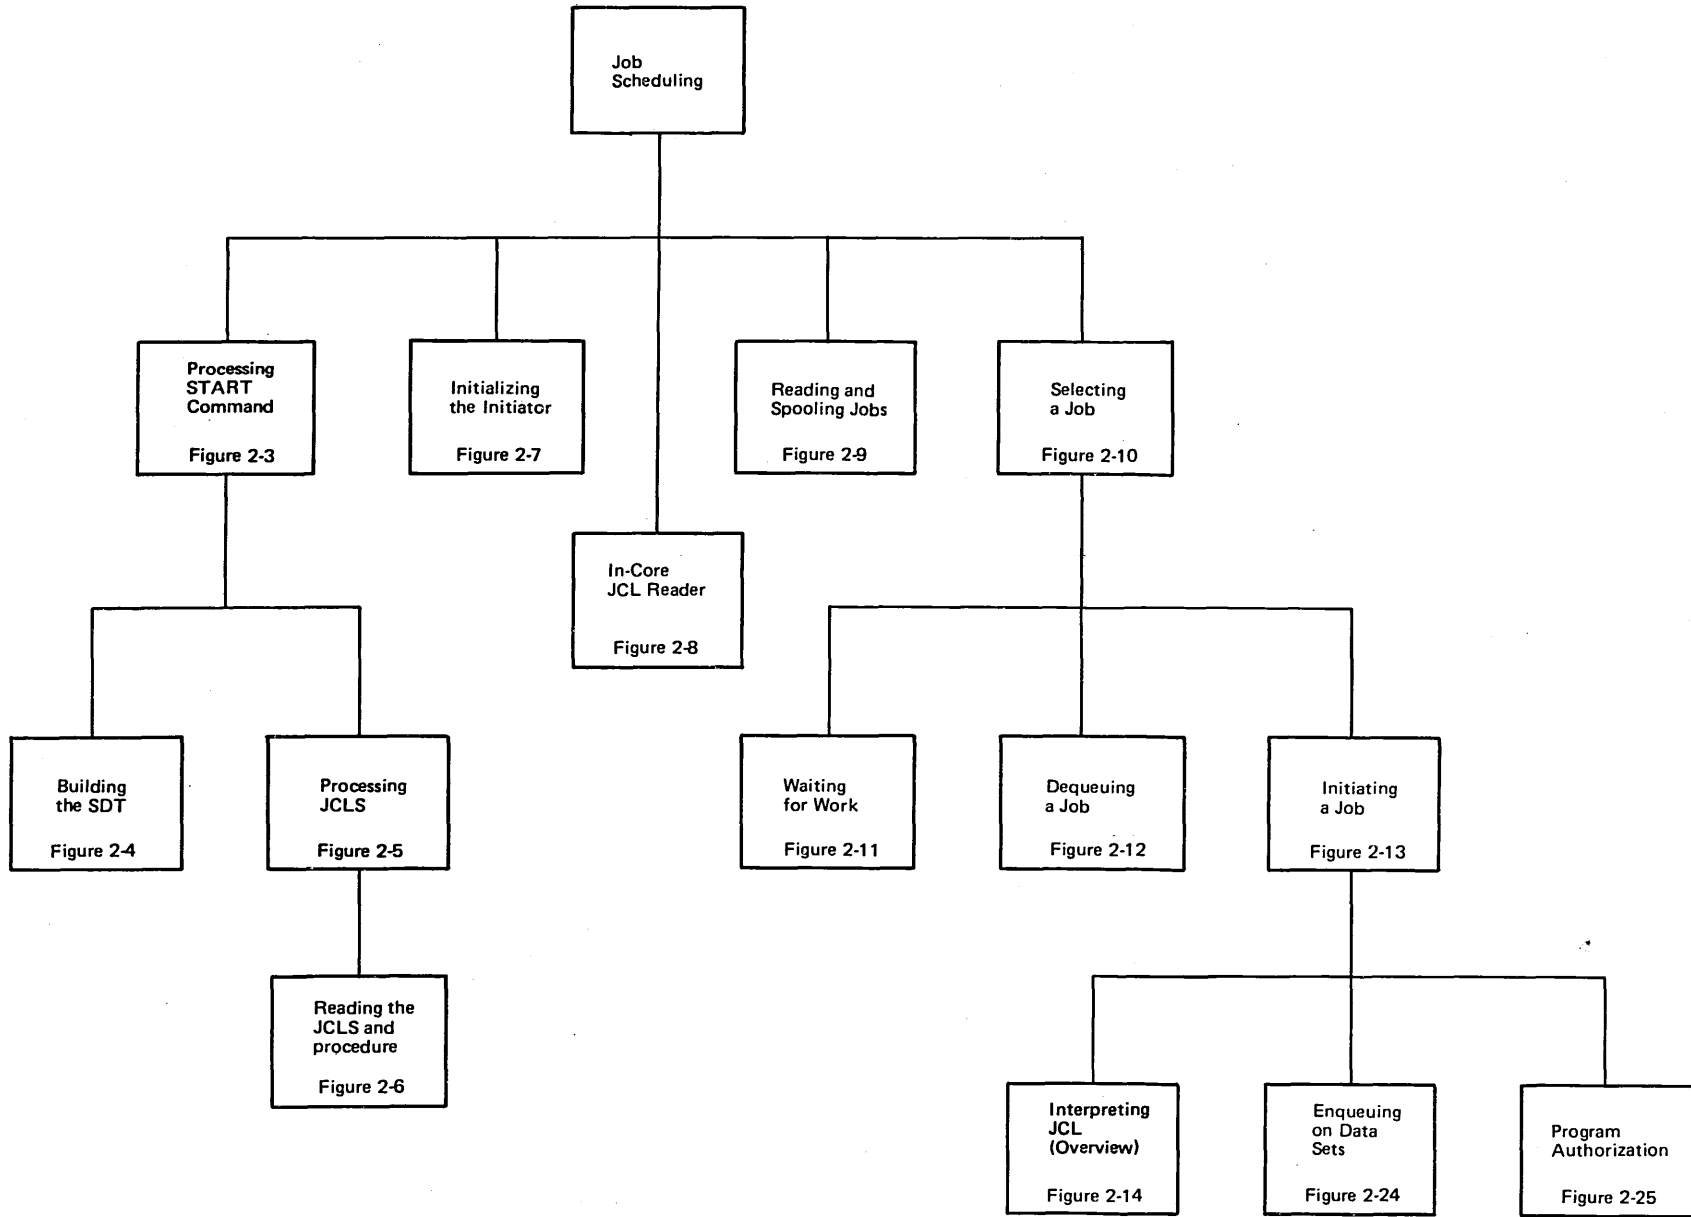 Job
Scheduling
Processing
START
Command
Figure 2-3
Initializing
the Initiator
Figure 2-7
Reading and
Spooling Jobs
Figure 2-9
Selecting
a Job
Figure 2-10
In-Core
JCL Reader
Figure 2-8
Building
the SDT
Figure 2-4
Processing
JCLS
Figure 2-5
Waiting
for Work
Figure 2-11
Dequeuing
a Job
Figure 2-12
Initiating
a Job
Figure 2-13
Reading the
JCLS and
procedure
Figure 2-6
Interpreting
JCL
(Overview)
Figure 2-14
Enqueuing
on Data
Sets
Figure 2-24
Program
Authorization
Figure 2-25